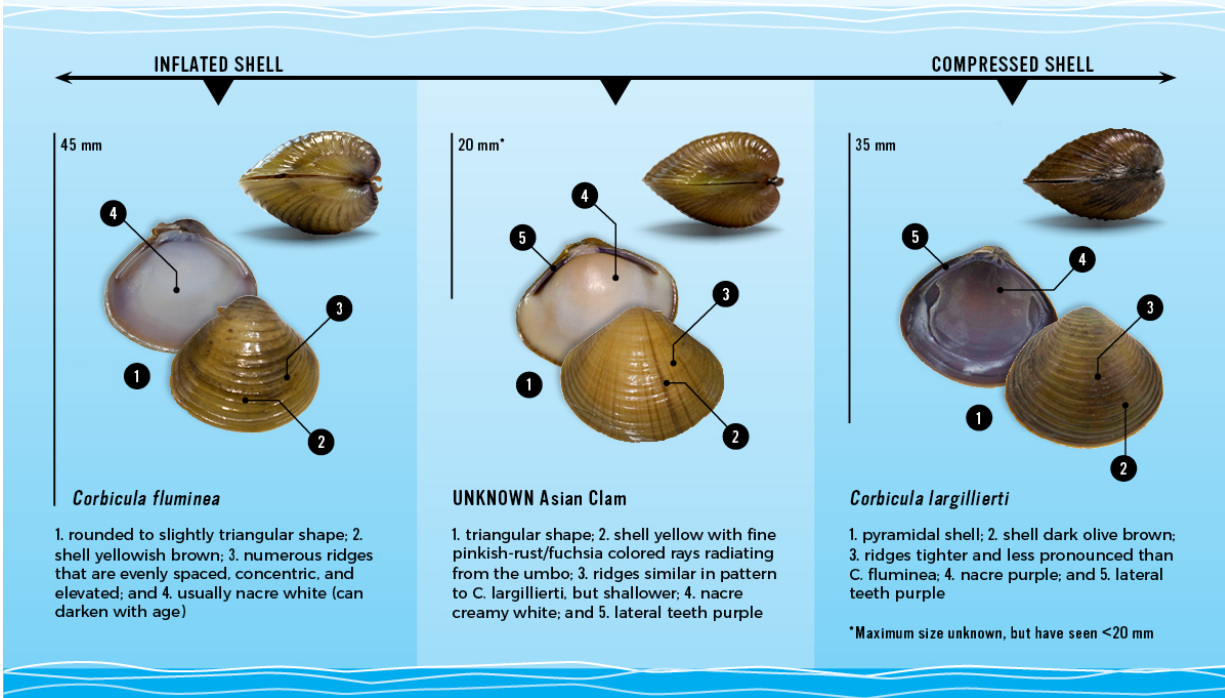 INFLATED SHELL
COMPRESSED SHELL
45 mm
4
3
1
2
Corbicula fluminea
1. rounded to slightly triangular shape; 2.
shell yellowish brown; 3. numerous ridges
that are evenly spaced, concentric, and
elevated; and 4. usually nacre white (can
darken with age)
20 mm*
4
5
3
1
2
UNKNOWN Asian Clam
1. triangular shape; 2. shell yellow with fine
pinkish-rust/fuchsia colored rays radiating
from the umbo; 3. ridges similar in pattern
to C. largillierti, but shallower; 4. nacre
creamy white; and 5. lateral teeth purple
35 mm
5
4
3
1
2
Corbicula largillierti
1. pyramidal shell; 2. shell dark olive brown;
3. ridges tighter and less pronounced than
C. fluminea; 4. nacre purple; and 5. lateral
teeth purple
*Maximum size unknown, but have seen <20 mm